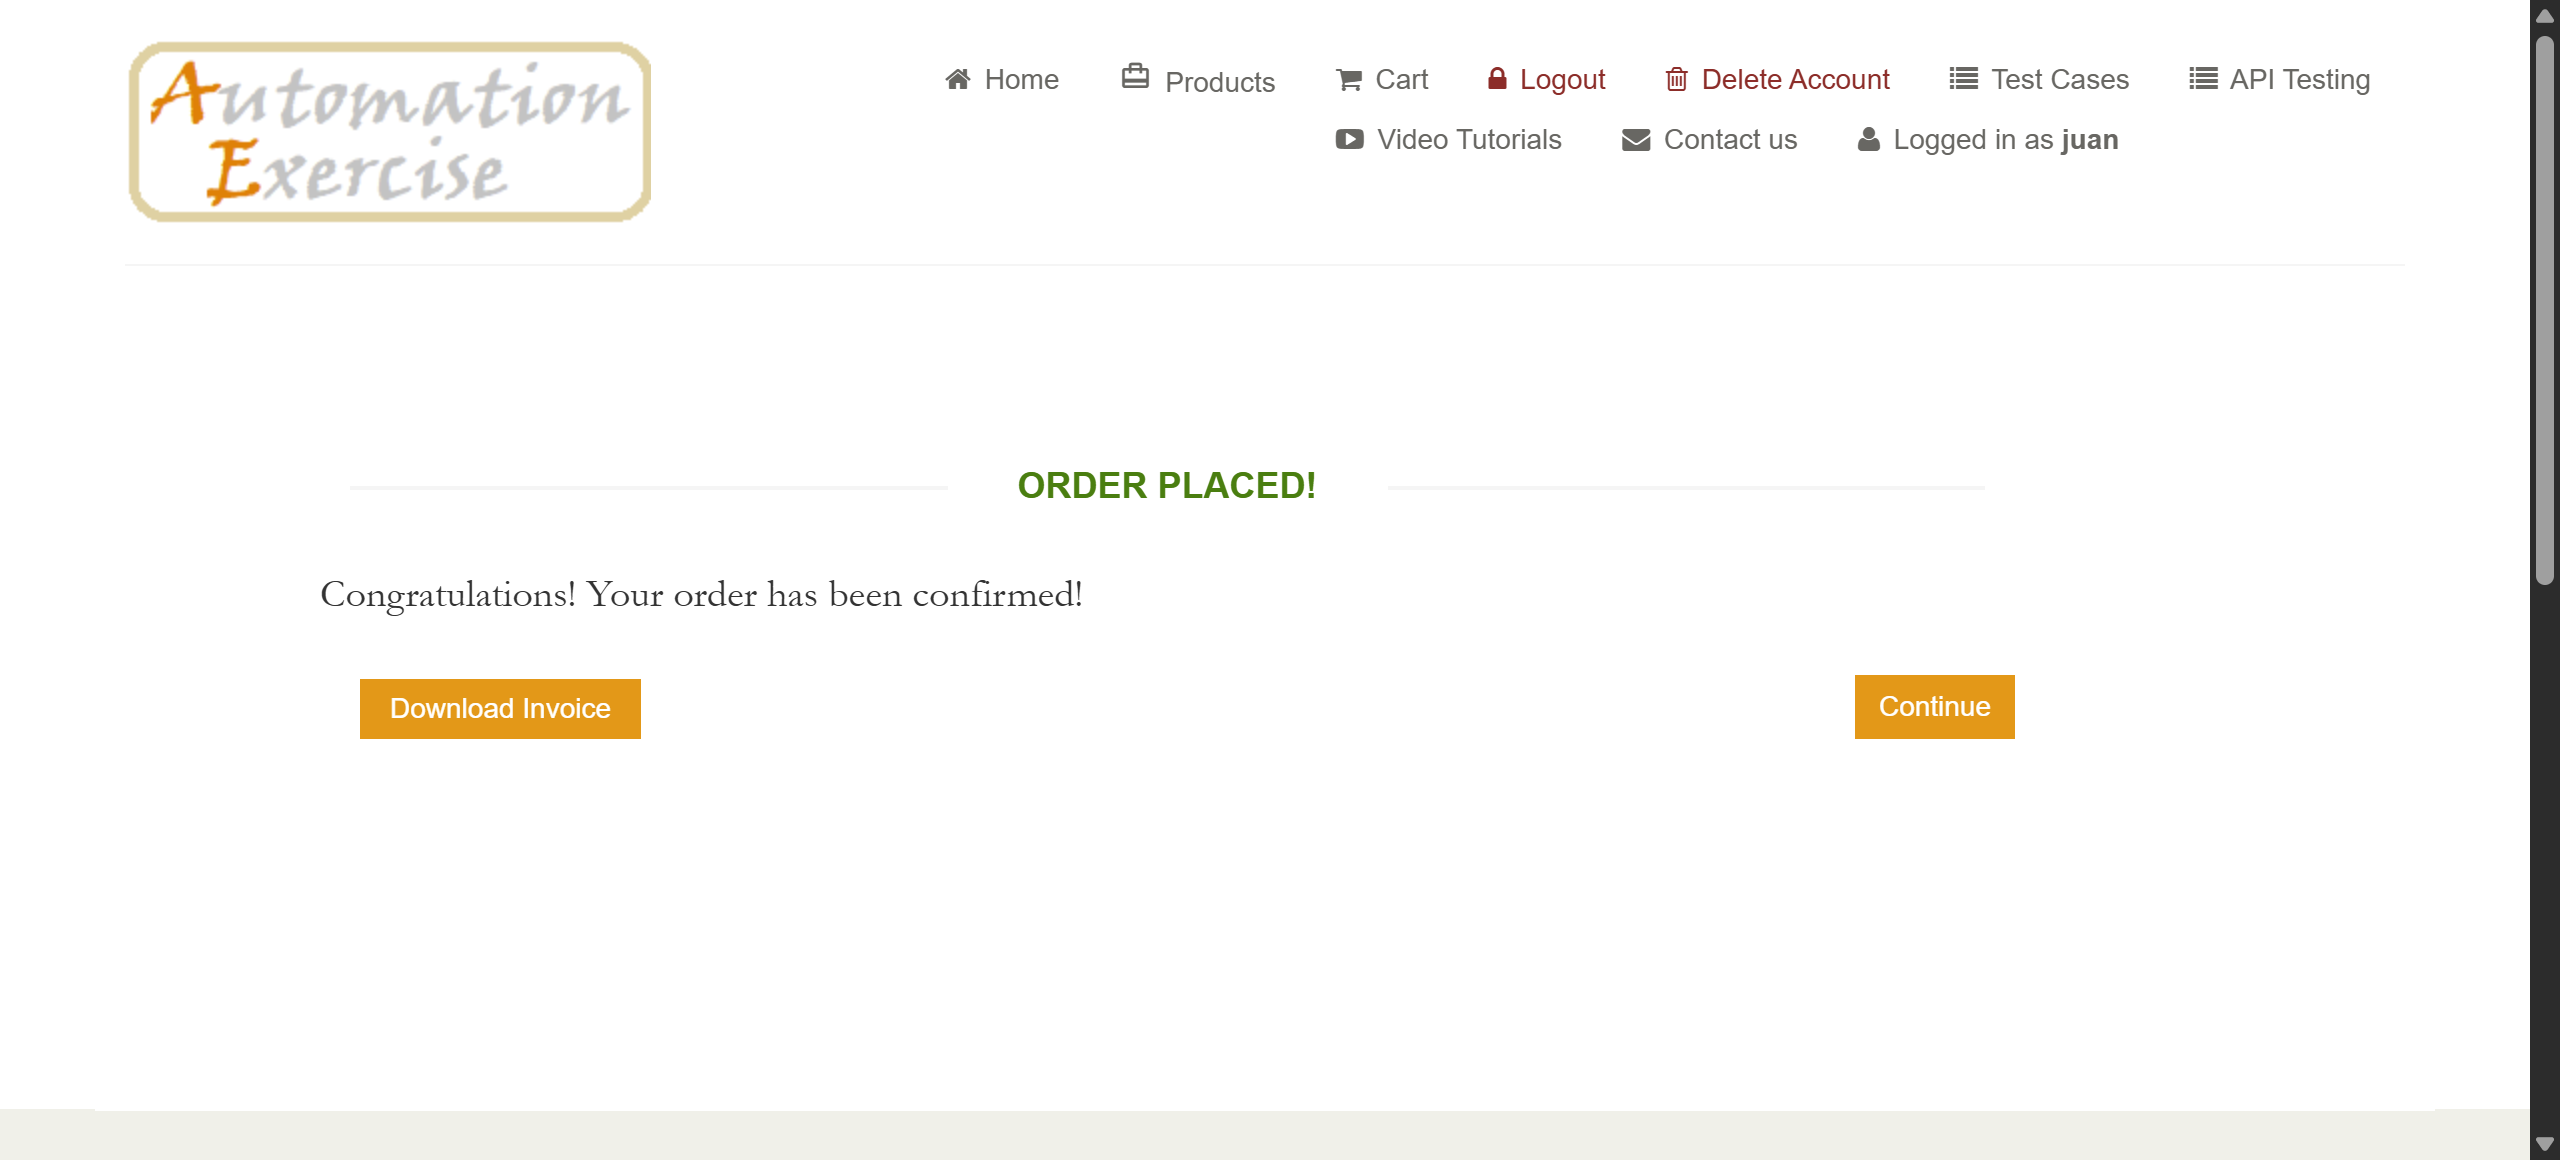 Automation
Exercise
Home Products Cart Logout Delete Account Test Cases API Testing
Video Tutorials Contact us Logged in as juan
ORDER PLACED!
Congratulations! Your order has been confirmed!
Download Invoice Continue